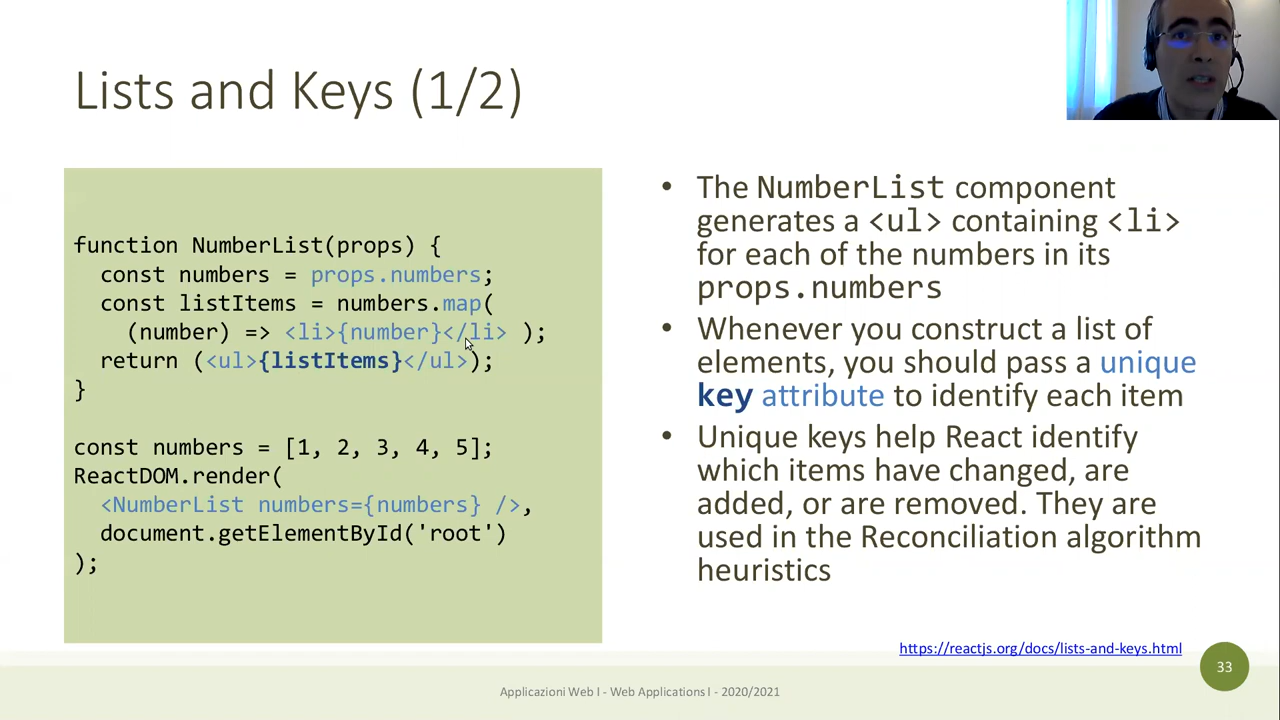 Lists and Keys (1/2)
function NumberList(props) {
const numbers = props.numbers;
const listItems = numbers.map(
(number) => <li>{number}</li> );
return (<ul>{listItems}</ul>);
}
const numbers = [1, 2, 3, 4, 5];
ReactDOM.render(
<NumberList numbers={numbers} />,
document.getElementById('root')
);
• The NumberList component
generates a <ul> containing <li>
for each of the numbers in its
props.numbers
• Whenever you construct a list of
elements, you should pass a unique
key attribute to identify each item
• Unique keys help React identify
which items have changed, are
added, or are removed. They are
used in the Reconciliation algorithm
heuristics
https://reactjs.org/docs/lists-and-keys.html
33
Applicazioni Web I - Web Applications I - 2020/2021